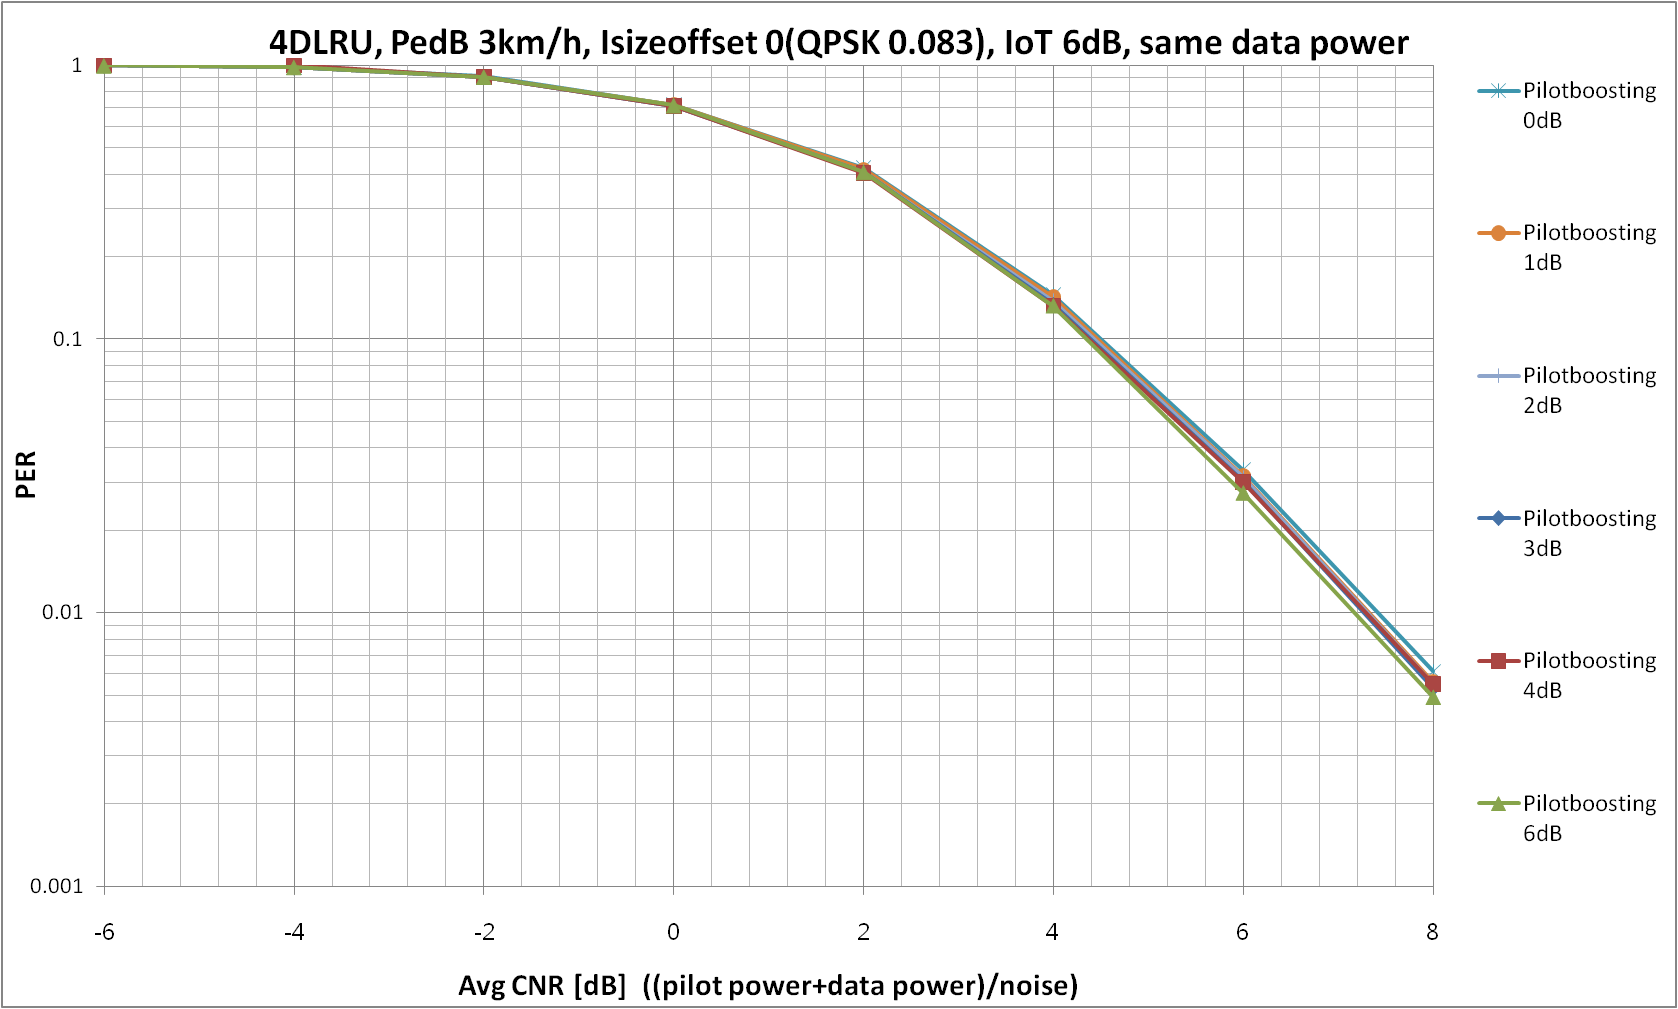 4DLRU, PedB 3km/h, Isizeoffset 0(QPSK 0.083), IoT 6dB, same data power
1
0.1
0.01
0.001
PER
-6 -4 -2 0 2 4 6 8
Avg CNR [dB] ((pilot power+data power)/noise)
Pilotboosting
0dB
Pilotboosting
1dB
Pilotboosting
2dB
Pilotboosting
3dB
Pilotboosting
4dB
Pilotboosting
6dB